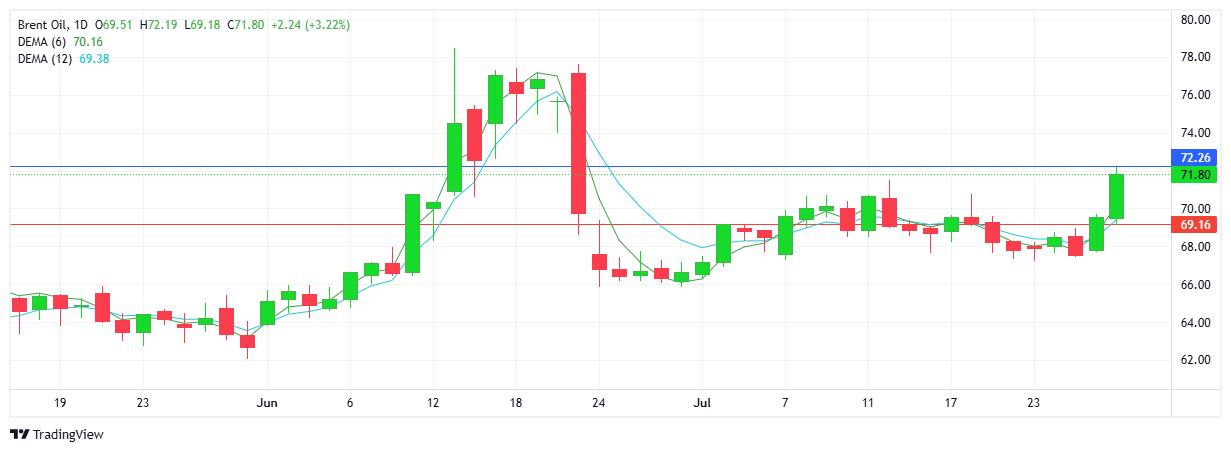 Brent Oil, 1D O69.51 H72.19 L69.18 C71.80 +2.24 (+3.22%)
DEMA (6) 70.16
DEMA (12) 69.38
80.00
78.00
76.00
74.00
72.26
71.80
70.00
69.16
68.00
66.00
64.00
62.00
19 23 Jun 6 12 18 24 Jul 7 11 17 23
TradingView